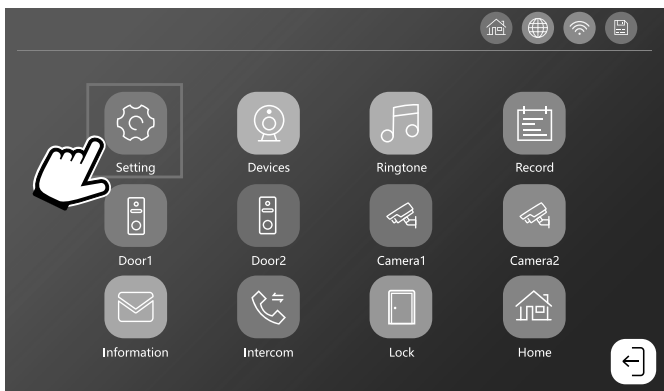 Setting Devices Ringtone Record
Door1 Door2 Camera1 Camera2
Information Intercom Lock Home